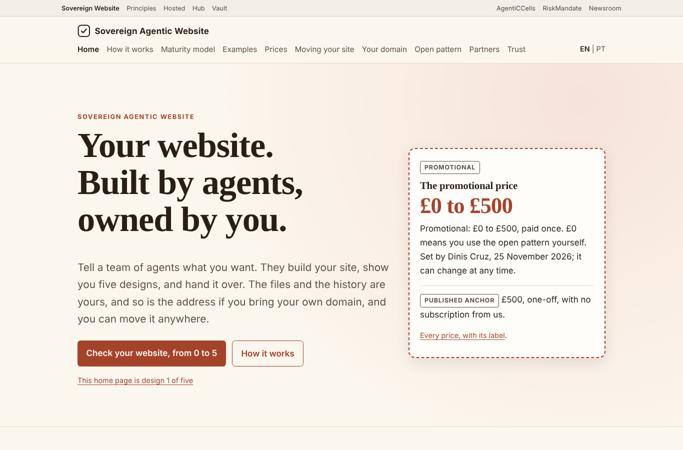 Sovereign Website Principles Hosted Hub Vault AgentiCCells RiskMandate Newsroom
Sovereign Agentic Website
Home How it works Maturity model Examples Prices Moving your site Your domain Open pattern Partners Trust EN | PT
SOVEREIGN AGENTIC WEBSITE
Your website.
Built by agents,
owned by you.
Tell a team of agents what you want. They build your site, show
you five designs, and hand it over. The files and the history are
yours, and so is the address if you bring your own domain, and
you can move it anywhere.
Check your website, from 0 to 5 How it works
This home page is design 1 of five
PROMOTIONAL
The promotional price
£0 to £500
Promotional: £0 to £500, paid once. £0
means you use the open pattern yourself.
Set by Dinis Cruz, 25 November 2026; it
can change at any time.
PUBLISHED ANCHOR £500, one-off, with no
subscription from us.
Every price, with its label.